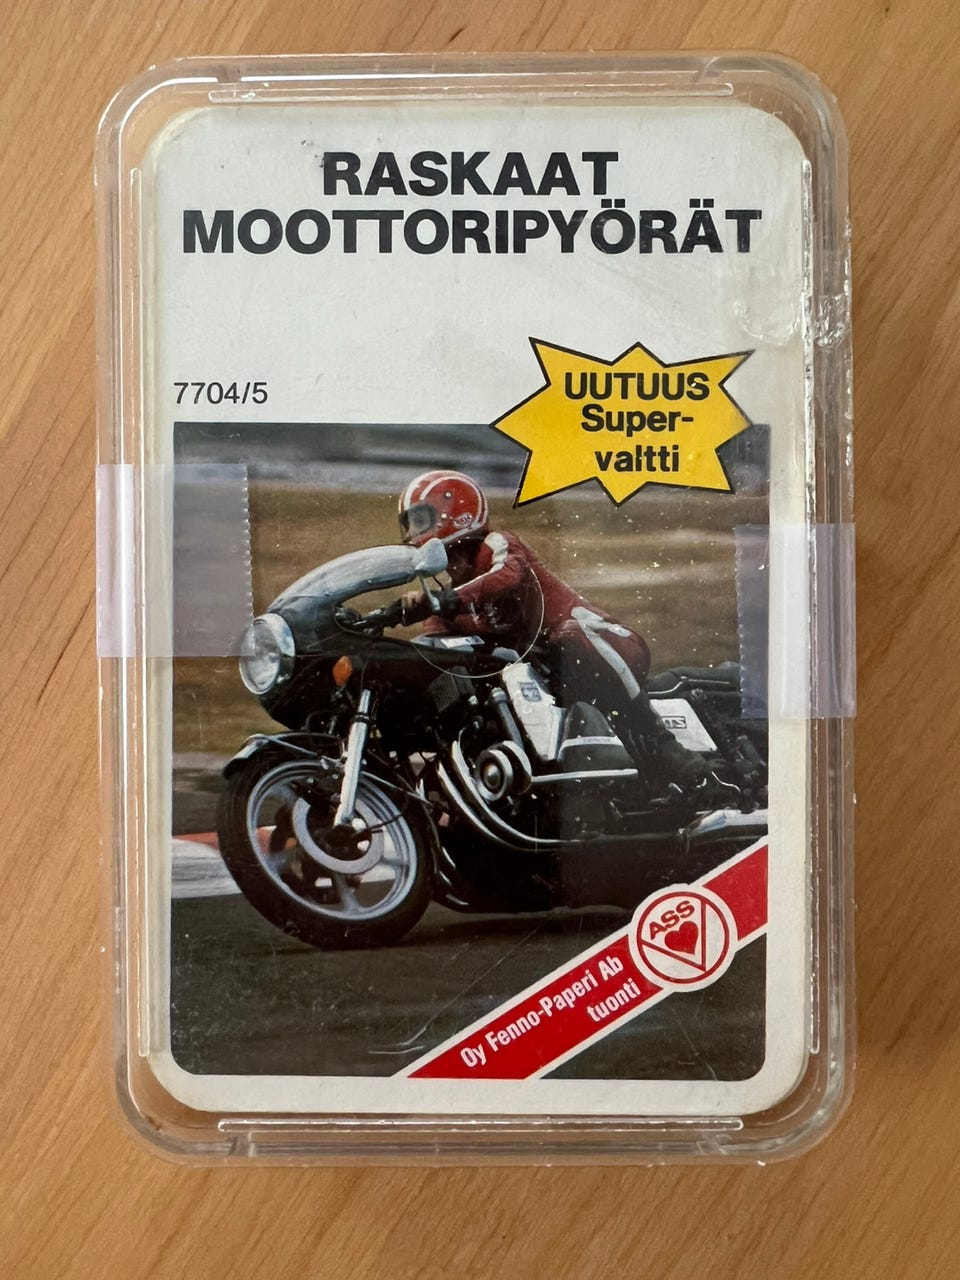 RASKAAT
MOOTTORIPYÖRÄT
7704/5
UUTUUS
Super-
valtti
ASS
Oy Fenno-Paperi Ab
tuonti